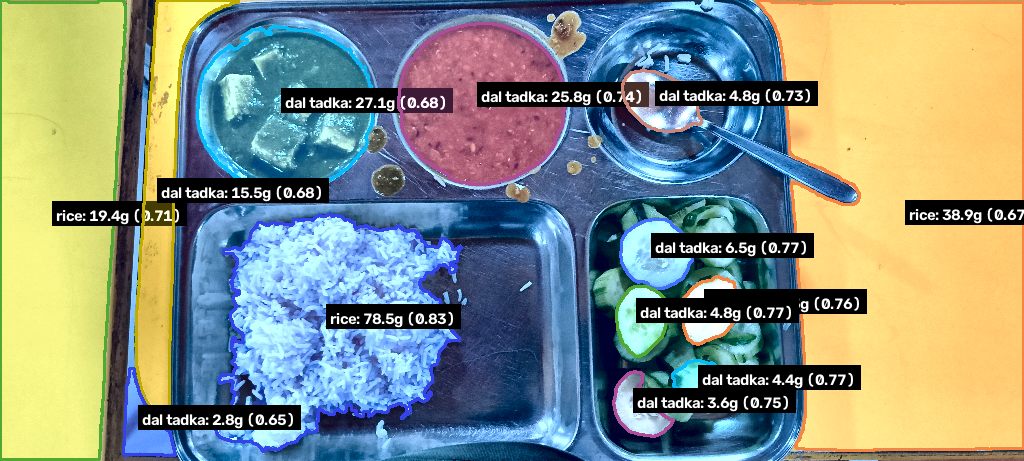 dal tadka: 27.1g (0.68)
dal tadka: 25.8g (0.74)
dal tadka: 4.8g (0.73)
dal tadka: 15.5g (0.68)
rice: 19.4g (0.71)
rice: 38.9g (0.67
dal tadka: 6.5g (0.77)
g (0.76)
dal tadka: 4.8g (0.77)
rice: 78.5g (0.83)
dal tadka: 4.4g (0.77)
dal tadka: 3.6g (0.75)
dal tadka: 2.8g (0.65)